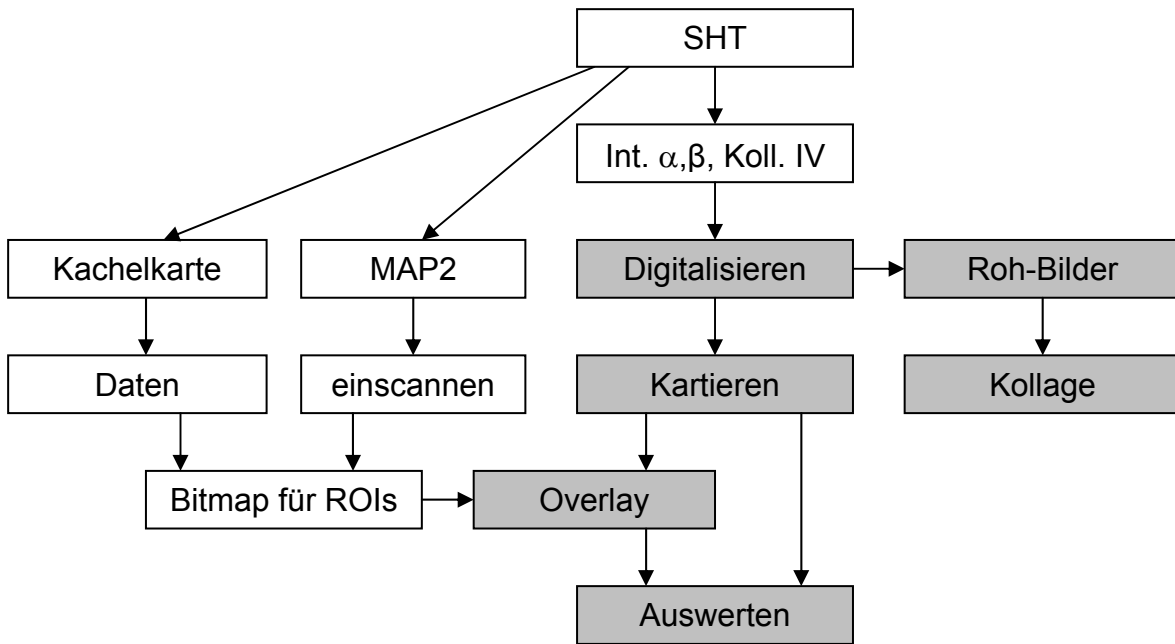 SHT
Int. α,β, Koll. IV
Kachelkarte
MAP2
Digitalisieren
Roh-Bilder
Daten
einscannen
Kartieren
Kollage
Bitmap für ROIs
Overlay
Auswerten